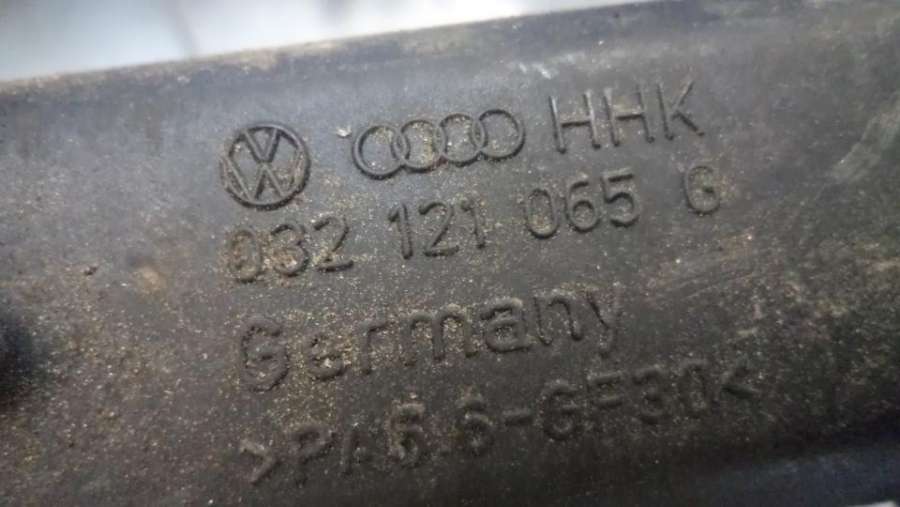 HHK
032 121 065 G
Germany
>PA6.6-GF30<